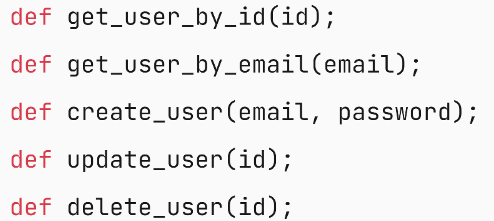 def get_user_by_id(id);
def get_user_by_email(email);
def create_user(email, password);
def update_user(id);
def delete_user(id);